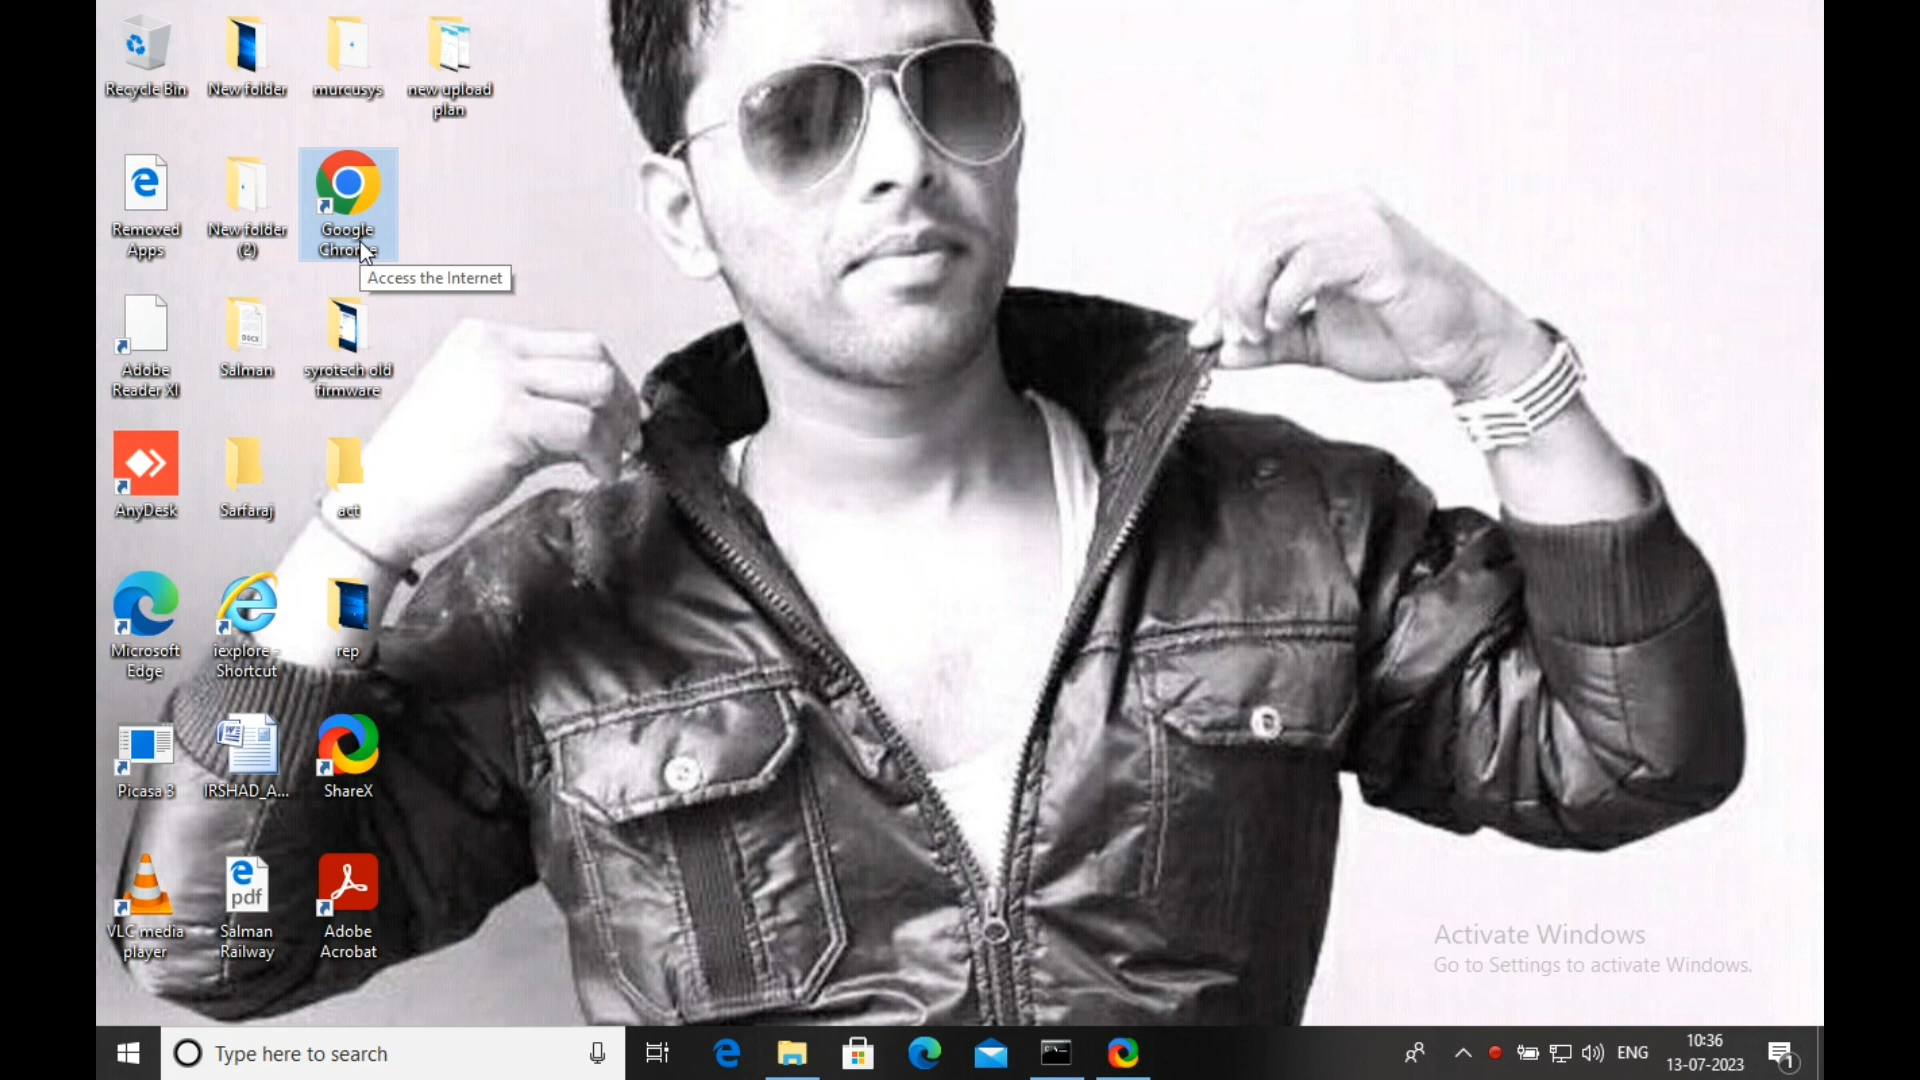 Recycle Bin
New folder
murcusys
new upload
plan
Removed
Apps
New folder
(2)
Google
Chrome
Access the Internet
Adobe
Reader XI
Salman
DOCX
syrotech old
firmware
AnyDesk
Sarfaraj
act
Microsoft
Edge
iexplore -
Shortcut
rep
Picasa 3
IRSHAD_A...
ShareX
VLC media
player
pdf
Salman
Railway
Adobe
Acrobat
Activate Windows
Go to Settings to activate Windows.
Type here to search
ENG
10:36
13-07-2023
1